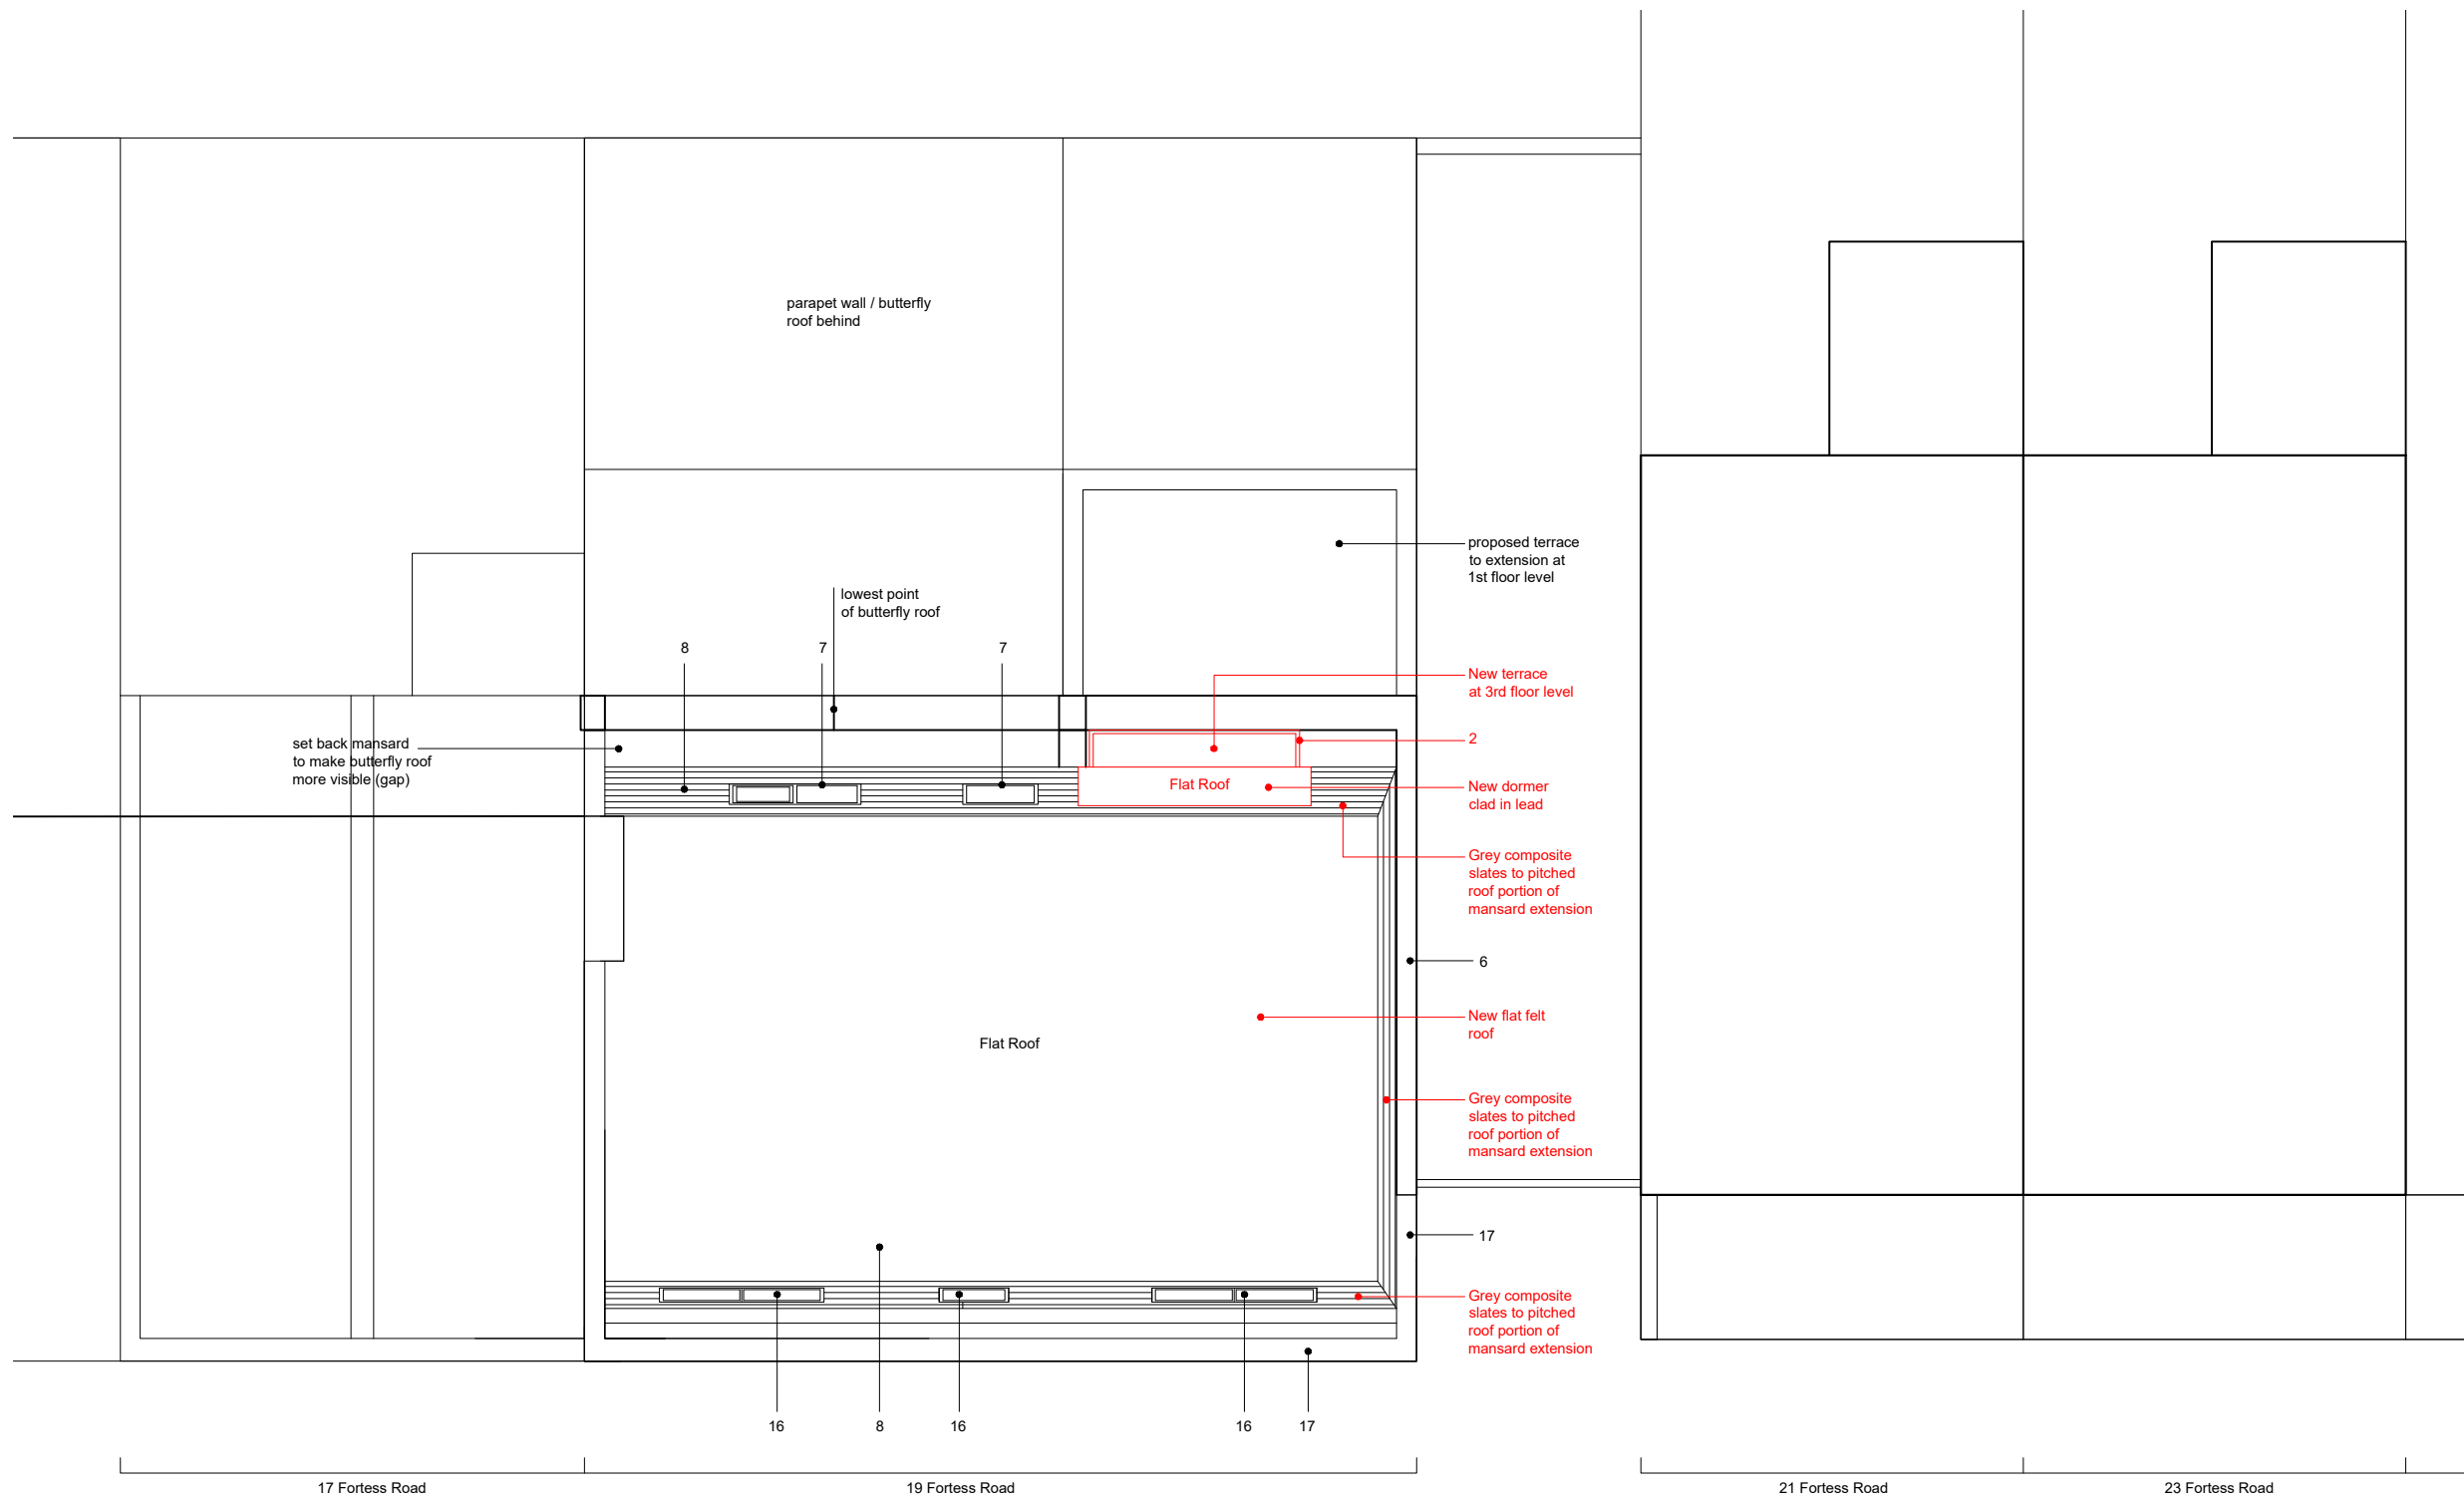 parapet wall / butterfly
roof behind
proposed terrace
to extension at
1st floor level
lowest point
of butterfly roof
8
7
7
New terrace
at 3rd floor level
2
set back mansard
to make butterfly roof
more visible (gap)
Flat Roof
New dormer
clad in lead
Grey composite
slates to pitched
roof portion of
mansard extension
6
New flat felt
roof
Flat Roof
Grey composite
slates to pitched
roof portion of
mansard extension
17
Grey composite
slates to pitched
roof portion of
mansard extension
16
8
16
16
17
17 Fortess Road
19 Fortess Road
21 Fortess Road
23 Fortess Road